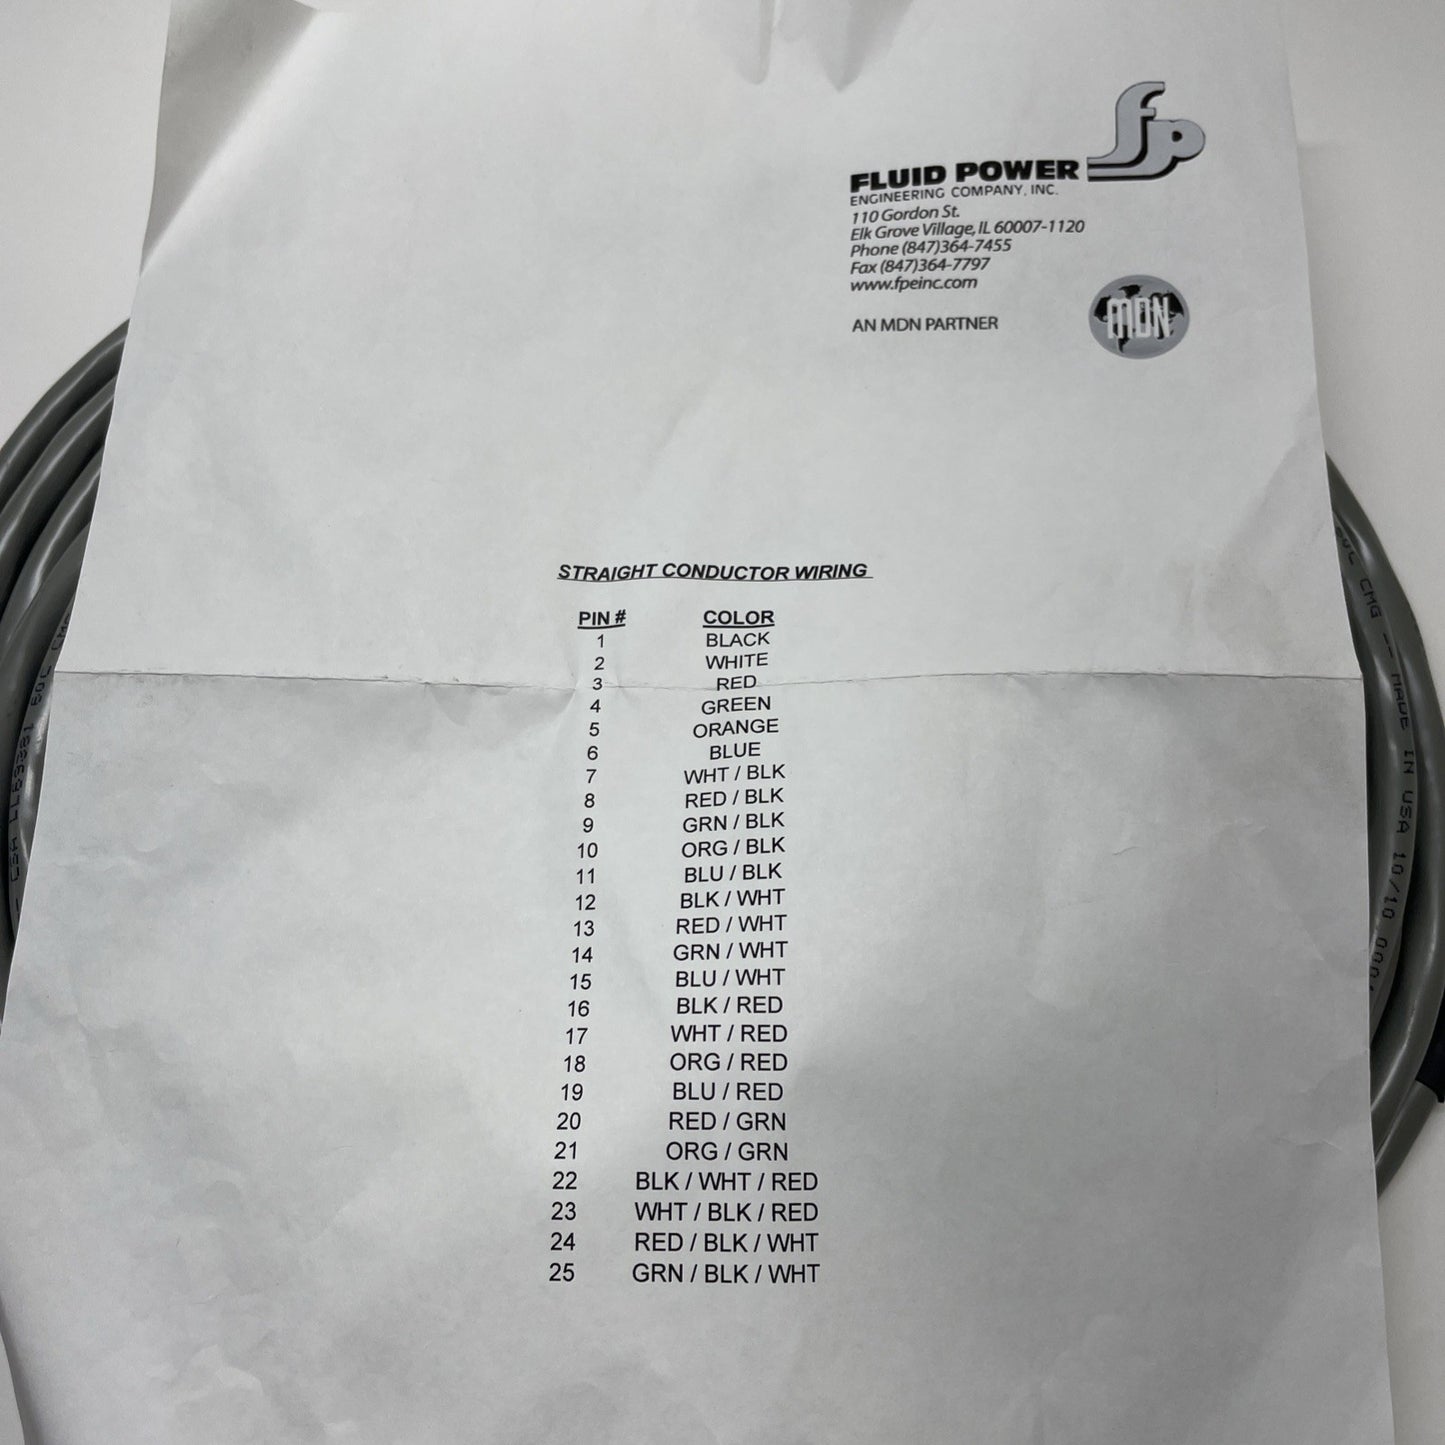 fp
FLUID POWER
ENGINEERING COMPANY, INC.
110 Gordon St.
Elk Grove Village, IL 60007-1120
Phone (847)364-7455
Fax (847)364-7797
www.fpeinc.com
AN MDN PARTNER
MDN
STRAIGHT CONDUCTOR WIRING
PIN # COLOR
1 BLACK
2 WHITE
3 RED
4 GREEN
5 ORANGE
6 BLUE
7 WHT / BLK
8 RED / BLK
9 GRN / BLK
10 ORG / BLK
11 BLU / BLK
12 BLK / WHT
13 RED / WHT
14 GRN / WHT
15 BLU / WHT
16 BLK / RED
17 WHT / RED
18 ORG / RED
19 BLU / RED
20 RED / GRN
21 ORG / GRN
22 BLK / WHT / RED
23 WHT / BLK / RED
24 RED / BLK / WHT
25 GRN / BLK / WHT
CSA
CMG -- MADE IN USA 10/10